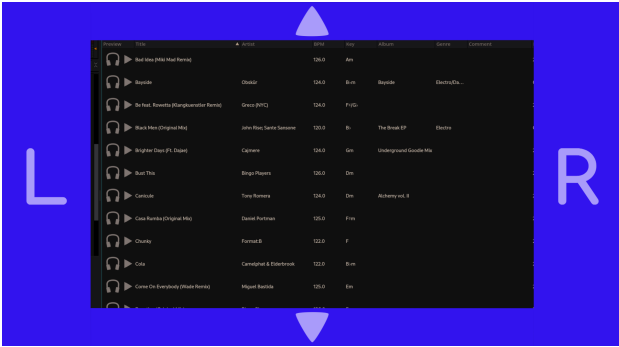 Preview Title Artist BPM Key Album Genre Comment
Bad Idea (Miki Mad Remix) 126.0 Am
Bayside Obskür 124.0 B♭m Bayside Electro/Da...
Be feat. Rowetta (Klangkuenstler Remix) Greco (NYC) 124.0 F♯/G♭
Black Men (Original Mix) John Rise; Sante Sansone 120.0 B♭ The Break EP Electro
Brighter Days (Ft. Dajae) Cajmere 124.0 Gm Underground Goodie Mix
Bust This Bingo Players 126.0 Dm
Canicule Tony Romera 124.0 Dm Alchemy vol. II
L R
Casa Rumba (Original Mix) Daniel Portman 125.0 F♯m
Chunky Format:B 122.0 F
Cola Camelphat & Elderbrook 122.0 B♭m
Come On Everybody (Wade Remix) Miguel Bastida 125.0 Em